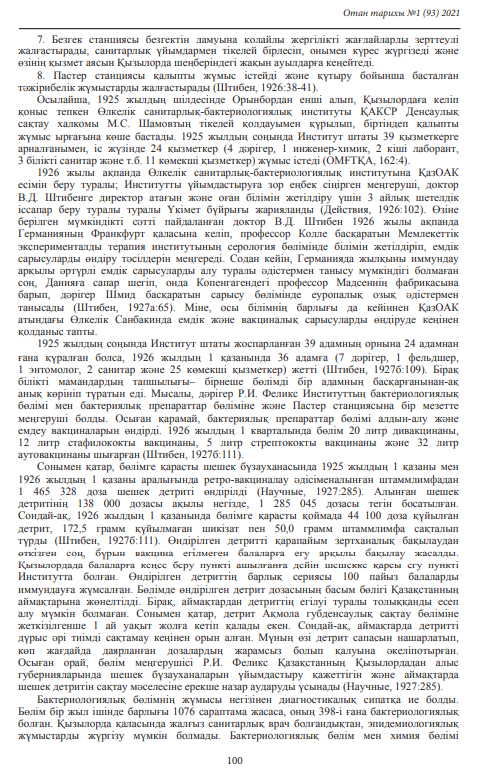 Отан тарихы №1 (93) 2021
7. Безгек станциясы безгектің дамуына қолайлы жергілікті жағдайларды зерттеулі
жалғастырады, санитарлық ұйымдармен тікелей бірлесіп, онымен күрес жүргізеді және
өзінің қызмет аясын Қызылорда шеңберіндегі жақын ауылдарға кеңейтеді.
8. Пастер станциясы қалыпты жұмыс істейді және құтыру бойынша басталған
тәжірибелік жұмыстарды жалғастырады (Штибен, 1926:38-41).
Осылайша, 1925 жылдың шілдесінде Орынбордан енші алып, Қызылордаға келіп
қоныс тепкен Өлкелік санитарлық-бактериологиялық институты ҚАКСР Денсаулық
сақтау халкомы М.С. Шамовтың тікелей қолдауымен құрылып, біртіндеп қалыпты
жұмыс ырғағына көше бастады. 1925 жылдың соңында Институт штаты 39 қызметкерге
арналғанымен, іс жүзінде 24 қызметкер (4 дәрігер, 1 инженер-химик, 2 кіші лаборант,
3 білікті санитар және т.б. 11 көмекші қызметкер) жұмыс істеді (ОМҒТҚА, 162:4).
1926 жылы ақпанда Өлкелік санитарлық-бактериологиялық институтына ҚазОАК
есімін беру туралы; Институтты ұйымдастыруға зор еңбек сіңірген меңгеруші, доктор
В.Д. Штибенге директор атағын және оған білімін жетілдіру үшін 3 айлық шетелдік
іссапар беру туралы туралы Үкімет бұйрығы жарияланды (Действия, 1926:102). Өзіне
берілген мүмкіндікті сәтті пайдаланған доктор В.Д. Штибен 1926 жылы ақпанда
Германияның Франкфурт қаласына келіп, профессор Колле басқаратын Мемлекеттік
эксперименталды терапия институтының серология бөлімінде білімін жетілдіріп, емдік
сарысуларды өндіру тәсілдерін меңгереді. Содан кейін, Германияда жылқыны иммундау
арқылы әртүрлі емдік сарысуларды алу туралы әдістермен танысу мүмкіндігі болмаған
соң, Данияға сапар шегіп, онда Копенгагендегі профессор Мадсеннің фабрикасына
барып, дәрігер Шмид басқаратын сарысу бөлімінде еуропалық озық әдістермен
танысады (Штибен, 1927а:65). Міне, осы білімнің барлығы да кейіннен ҚазОАК
атындағы Өлкелік Санбакинда емдік және вакциналық сарысуларды өндіруде кеңінен
қолданыс тапты.
1925 жылдың соңында Институт штаты жоспарланған 39 адамның орнына 24 адамнан
ғана құралған болса, 1926 жылдың 1 қазанында 36 адамға (7 дәрігер, 1 фельдшер,
1 энтомолог, 2 санитар және 25 көмекші қызметкер) жетті (Штибен, 1927б:109). Бірақ
білікті мамандардың тапшылығы– бірнеше бөлімді бір адамның басқарғанынан-ақ
анық көрініп тұратын еді. Мысалы, дәрігер Р.И. Феликс Институттың бактериологиялық
бөлімі мен бактериялық препараттар бөліміне және Пастер станциясына бір мезетте
меңгеруші болды. Осыған қарамай, бактериялық препараттар бөлімі алдын-алу және
емдеу вакциналарын өндірді. 1926 жылдың 1 кварталында бөлім 20 литр дивакцинаны,
12 литр стафилококты вакцинаны, 5 литр стрептококты вакцинаны және 32 литр
аутовакцинаны шығарған (Штибен, 1927б:111).
Сонымен қатар, бөлімге қарасты шешек бұзауханасында 1925 жылдың 1 қазаны мен
1926 жылдың 1 қазаны аралығында ретро-вакциналау әдісіменалынған штаммлимфадан
1 465 328 доза шешек детриті өндірілді (Научные, 1927:285). Алынған шешек
детритінің 138 000 дозасы ақылы негізде, 1 285 045 дозасы тегін босатылған.
Сондай-ақ, 1926 жылдың 1 қазанында бөлімге қарасты қоймада 44 100 доза құйылған
детрит, 172,5 грамм құйылмаған шикізат пен 50,0 грамм штаммлимфа сақталып
тұрды (Штибен, 1927б:111). Өндірілген детритті қарапайым зертханалық бақылаудан
өткізген соң, бұрын вакцина егілмеген балаларға егу арқылы бақылау жасалды.
Қызылордада балаларға кеңес беру пункті ашылғанға дейін шешекке қарсы егу пункті
Институтта болған. Өндірілген детриттің барлық сериясы 100 пайыз балаларды
иммундауға жұмсалған. Бөлімде өндірілген детрит дозасының басым бөлігі Қазақстанның
аймақтарына жөнелтілді. Бірақ, аймақтардан детриттің егілуі туралы толыққанды есеп
алу мүмкін болмаған. Сонымен қатар, детрит Ақмола губденсаулық сақтау бөліміне
жеткізілгенше 1 ай уақыт жолға кетіп қалады екен. Сондай-ақ, аймақтарда детритті
дұрыс әрі тиімді сақтамау кеңінен орын алған. Мұның өзі детрит сапасын нашарлатып,
көп жағдайда даярланған дозалардың жарамсыз болып қалуына әкеліпотырған.
Осыған орай, бөлім меңгерушісі Р.И. Феликс Қазақстанның Қызылордадан алыс
губернияларында шешек бұзауханаларын ұйымдастыру қажеттігін және аймақтарда
шешек детритін сақтау мәселесіне ерекше назар аударуды ұсынады (Научные, 1927:285).
Бактериологиялық бөлімнің жұмысы негізінен диагностикалық сипатқа ие болды.
Бөлім бір жыл ішінде барлығы 1076 сараптама жасаса, оның 398-і ғана бактериологиялық
болған. Қызылорда қаласында жалғыз санитарлық врач болғандықтан, эпидемиологиялық
жұмыстарды жүргізу мүмкін болмады. Бактериологиялық бөлім мен химия бөлімі
100